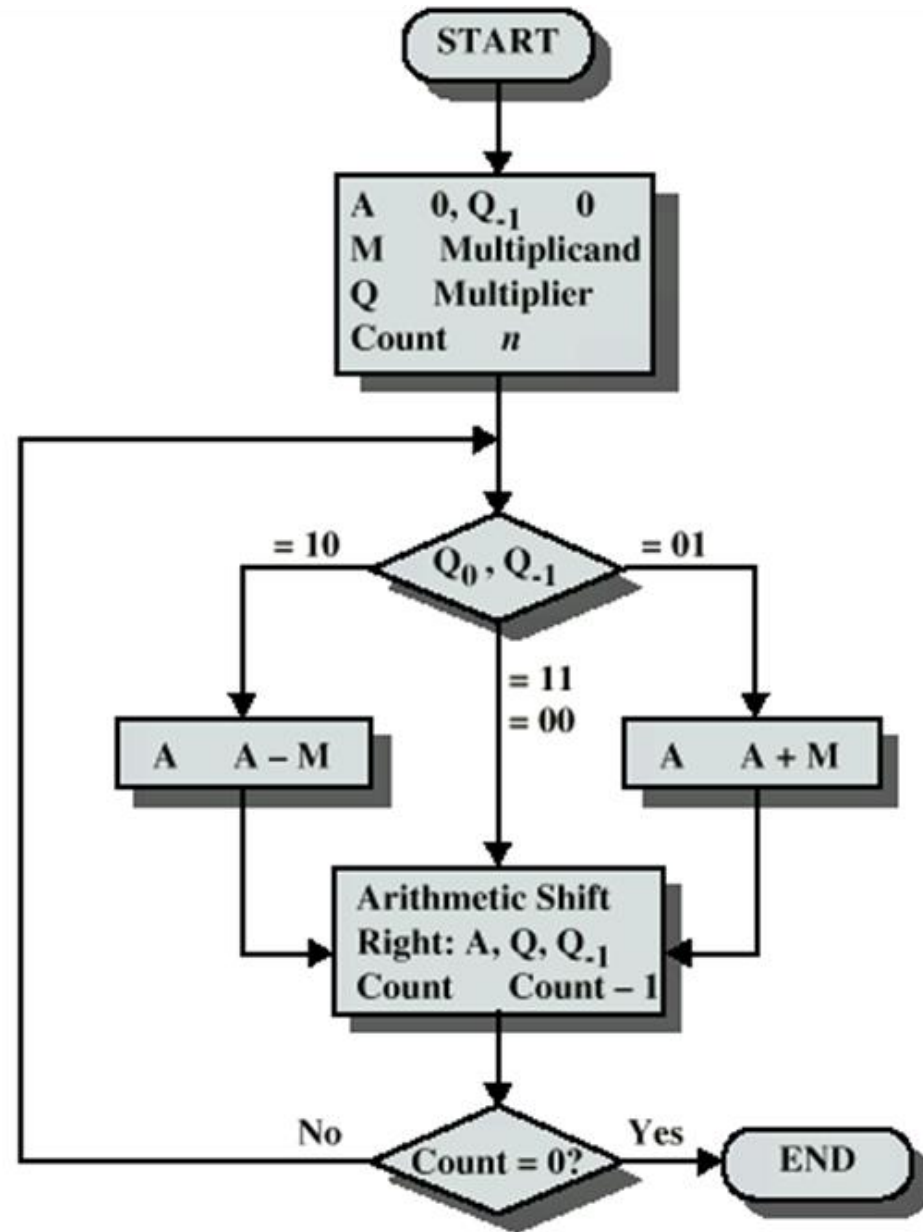 START
A 0, Q-1 0
M Multiplicand
Q Multiplier
Count n
= 10
Q0 , Q-1
= 01
= 11
= 00
A A – M
A A + M
Arithmetic Shift
Right: A, Q, Q-1
Count Count – 1
No
Count = 0?
Yes
END